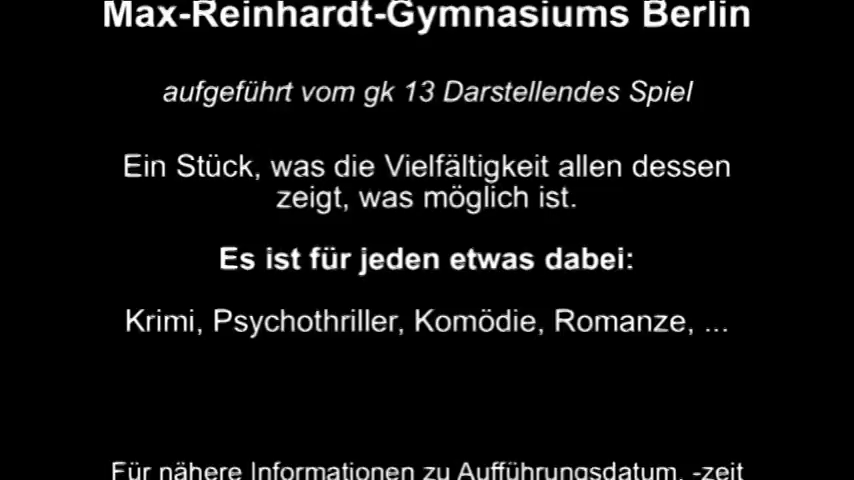 Max-Reinhardt-Gymnasiums Berlin
aufgeführt vom gk 13 Darstellendes Spiel
Ein Stück, was die Vielfältigkeit allen dessen
zeigt, was möglich ist.
Es ist für jeden etwas dabei:
Krimi, Psychothriller, Komödie, Romanze, ...
Für nähere Informationen zu Aufführungsdatum, -zeit